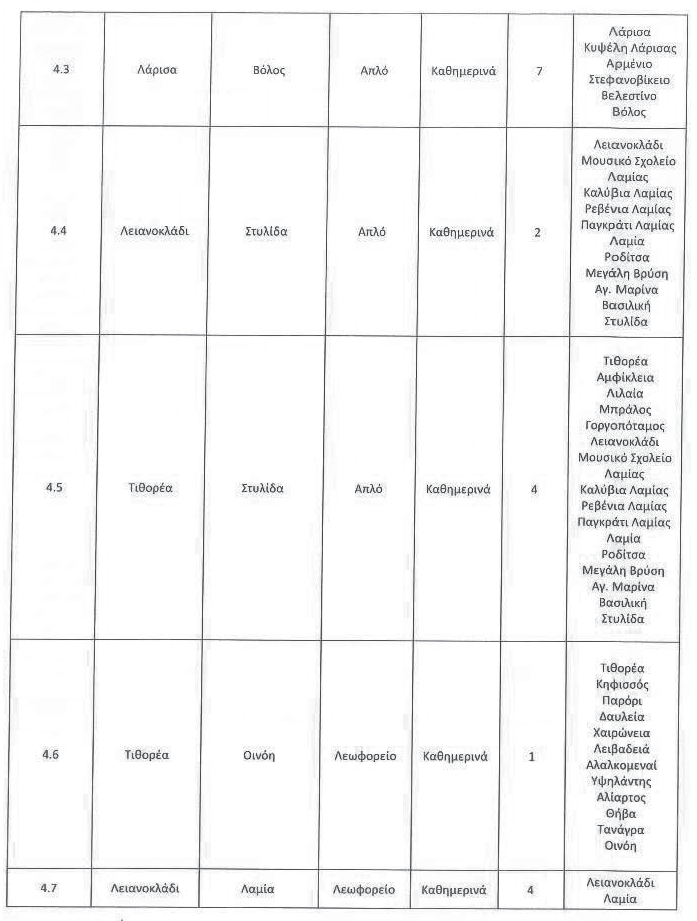 4.3 Λάρισα Βόλος Απλό Καθημερινά 7
Λάρισα
Κυψέλη Λάρισας
Αρμένιο
Στεφανοβίκειο
Βελεστίνο
Βόλος
4.4 Λειανοκλάδι Στυλίδα Απλό Καθημερινά 2
Λειανοκλάδι
Μουσικό Σχολείο
Λαμίας
Καλύβια Λαμίας
Ρεβένια Λαμίας
Παγκράτι Λαμίας
Λαμία
Ροδίτσα
Μεγάλη Βρύση
Αγ. Μαρίνα
Βασιλική
Στυλίδα
4.5 Τιθορέα Στυλίδα Απλό Καθημερινά 4
Τιθορέα
Αμφίκλεια
Λιλαία
Μπράλος
Γοργοπόταμος
Λειανοκλάδι
Μουσικό Σχολείο
Λαμίας
Καλύβια Λαμίας
Ρεβένια Λαμίας
Παγκράτι Λαμίας
Λαμία
Ροδίτσα
Μεγάλη Βρύση
Αγ. Μαρίνα
Βασιλική
Στυλίδα
4.6 Τιθορέα Οινόη Λεωφορείο Καθημερινά 1
Τιθορέα
Κηφισσός
Παρόρι
Δαυλεία
Χαιρώνεια
Λειβαδειά
Αλαλκομεναί
Υψηλάντης
Αλίαρτος
Θήβα
Τανάγρα
Οινόη
4.7 Λειανοκλάδι Λαμία Λεωφορείο Καθημερινά 4
Λειανοκλάδι
Λαμία